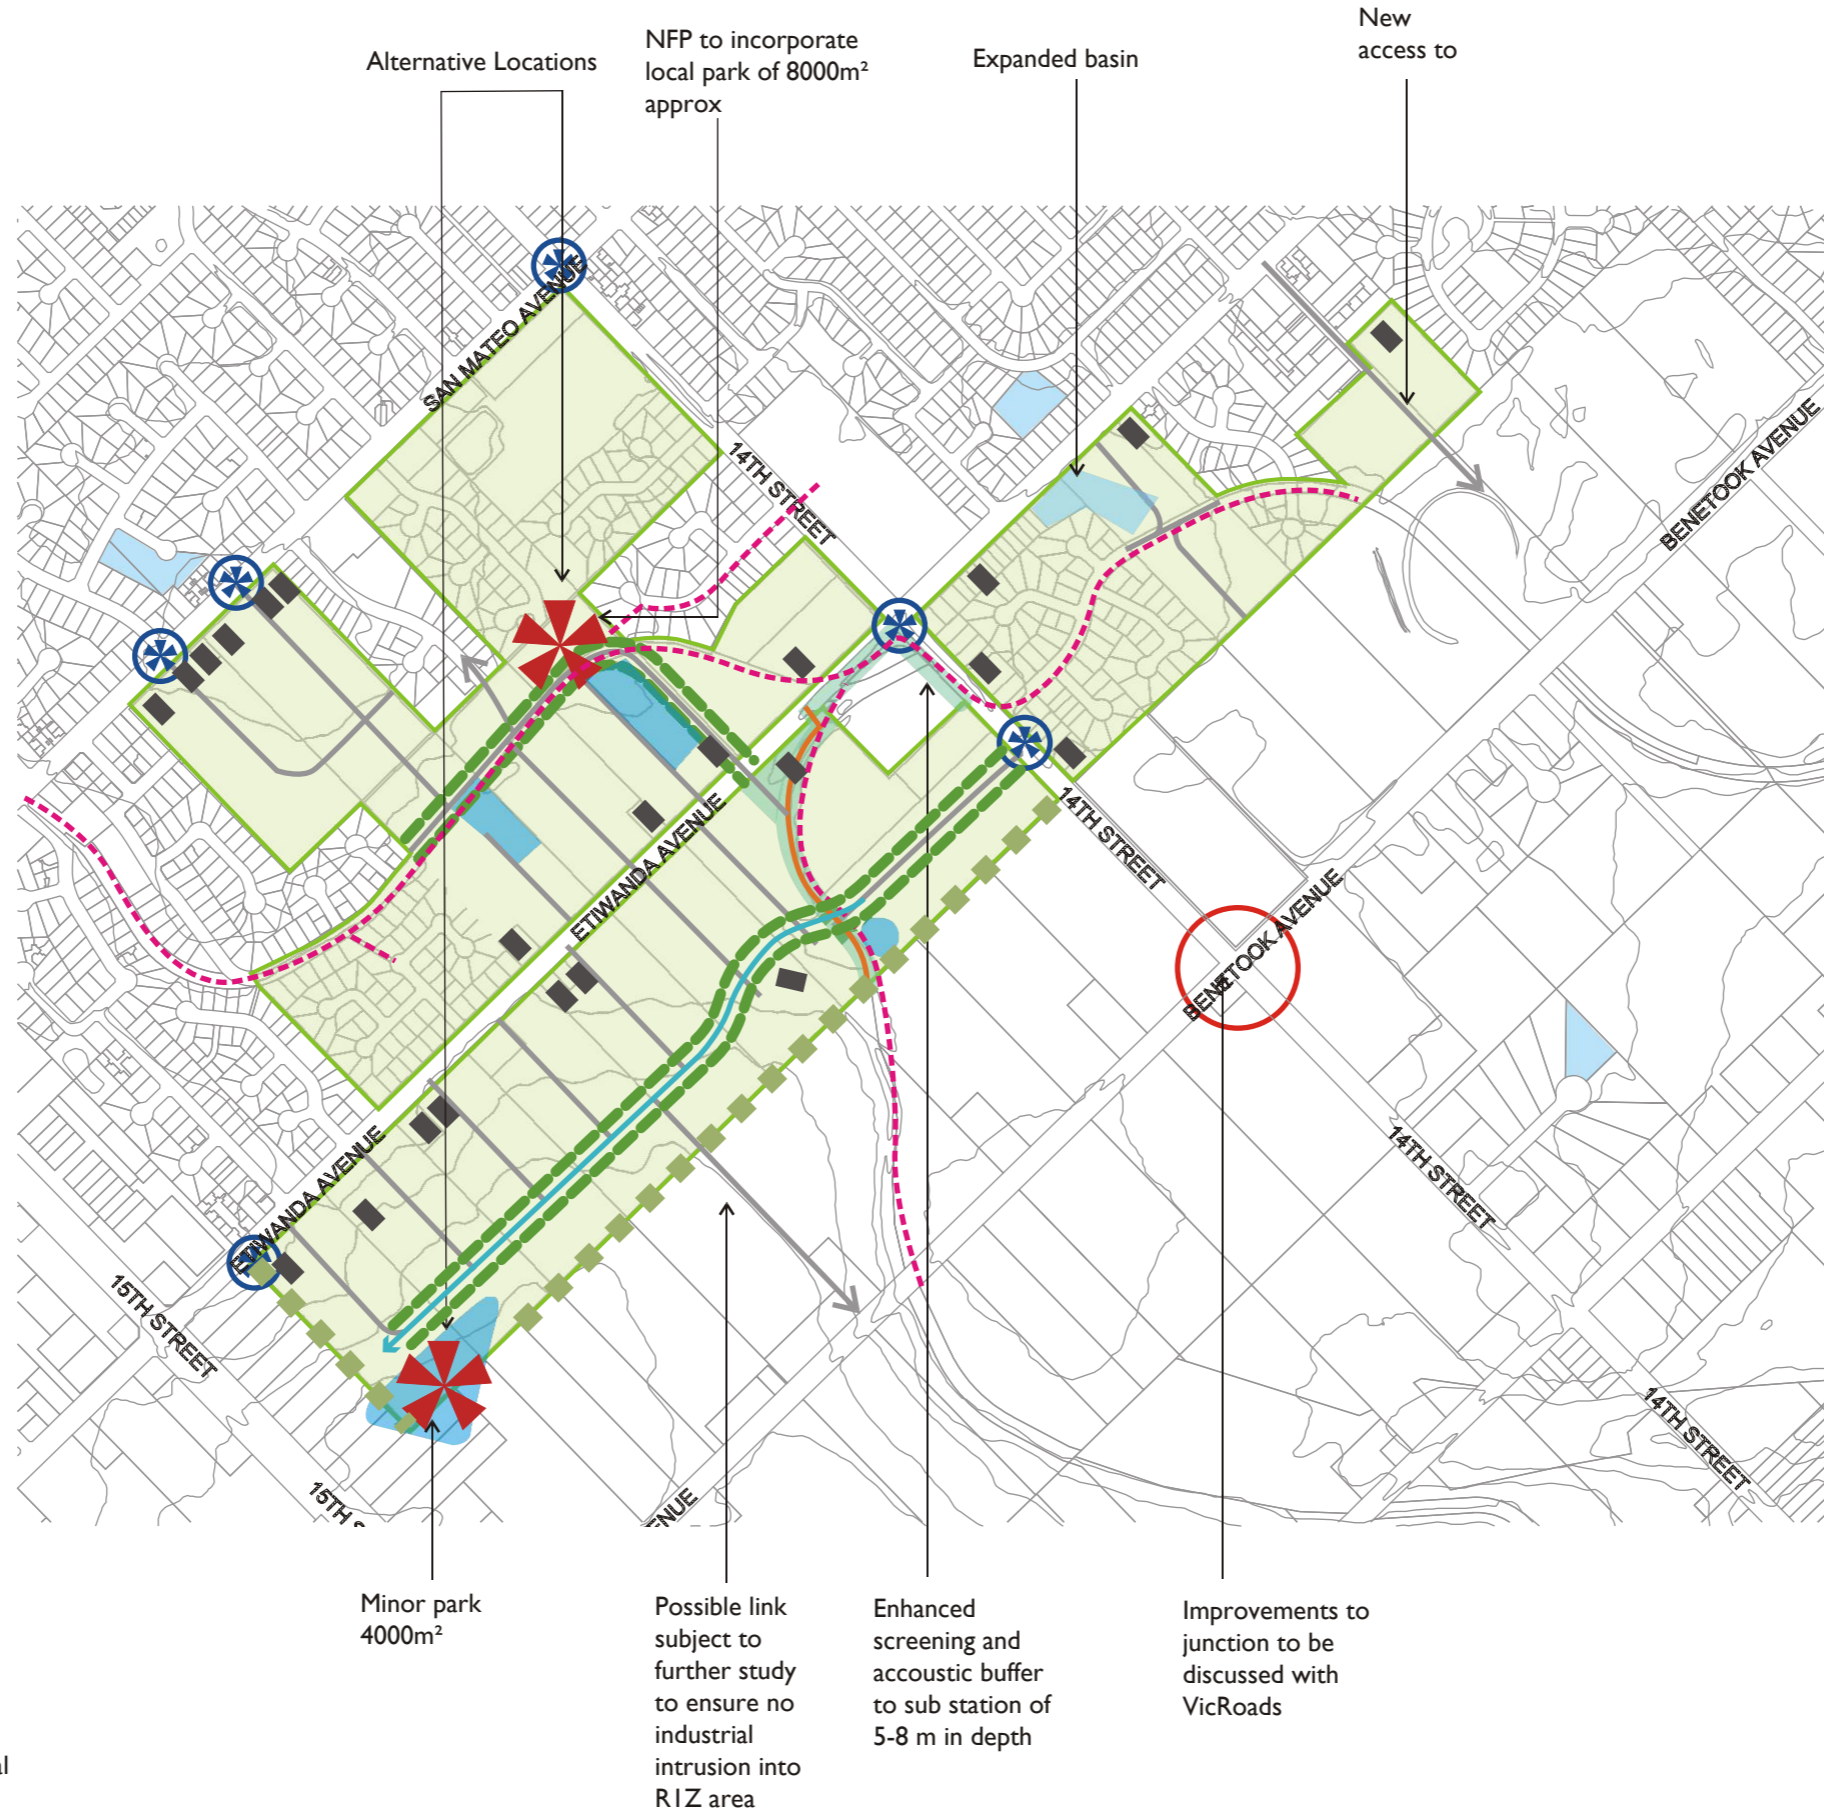 New
access to
NFP to incorporate
local park of 8000m²
approx
Alternative Locations
Expanded basin
SAN MATEO AVENUE
14TH STREET
BENETOOK AVENUE
ETIWANDA AVENUE
14TH STREET
BENETOOK AVENUE
ETIWANDA AVENUE
14TH STREET
15TH STREET
14TH STREET
15TH S
ENUE
Minor park
4000m²
Possible link
subject to
further study
to ensure no
industrial
intrusion into
R1Z area
Enhanced
screening and
accoustic buffer
to sub station of
5-8 m in depth
Improvements to
junction to be
discussed with
VicRoads